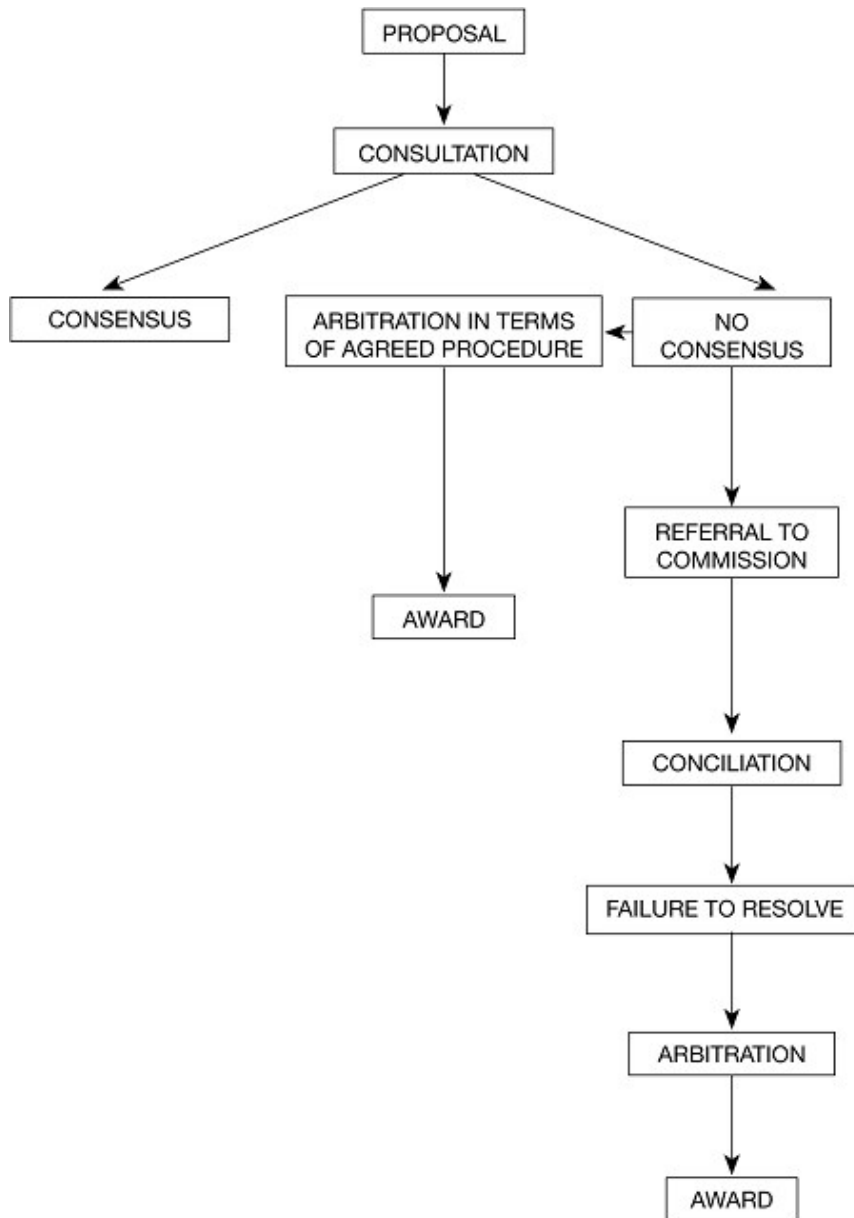 PROPOSAL
CONSULTATION
CONSENSUS
ARBITRATION IN TERMS
OF AGREED PROCEDURE
NO
CONSENSUS
REFERRAL TO
COMMISSION
AWARD
CONCILIATION
FAILURE TO RESOLVE
ARBITRATION
AWARD